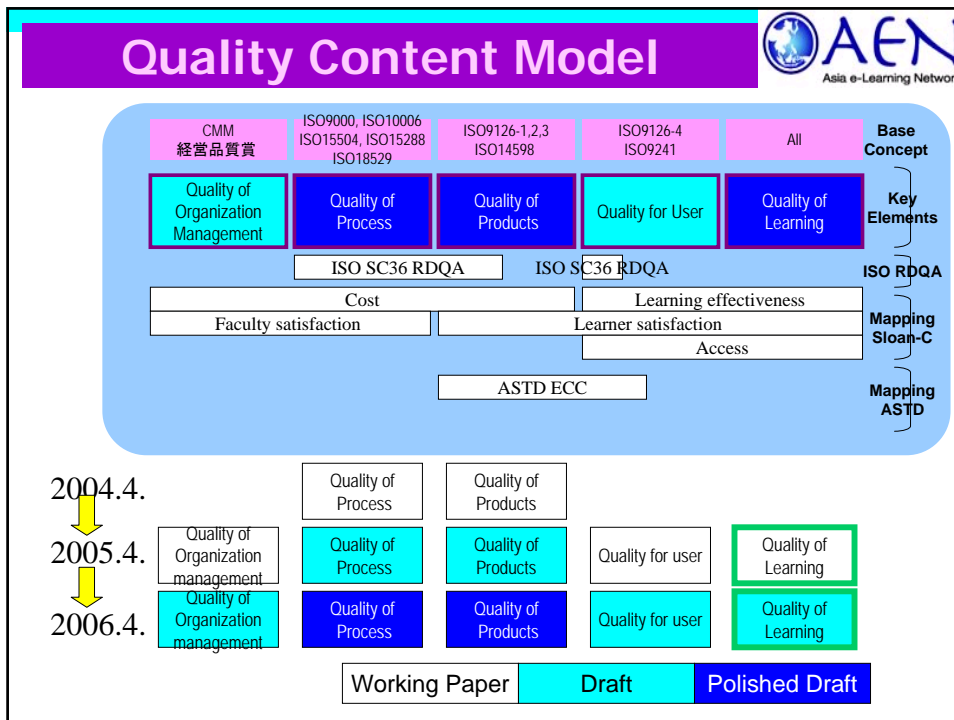 Quality Content Model
AEN
Asia e-Learning Network
CMM
経営品質賞
ISO9000, ISO10006
ISO15504, ISO15288
ISO18529
ISO9126-1,2,3
ISO14598
ISO9126-4
ISO9241
All
Base
Concept
Quality of
Organization
Management
Quality of
Process
Quality of
Products
Quality for User
Quality of
Learning
Key
Elements
ISO SC36 RDQA
ISO SC36 RDQA
ISO RDQA
Cost
Learning effectiveness
Faculty satisfaction
Learner satisfaction
Access
Mapping
Sloan-C
ASTD ECC
Mapping
ASTD
2004.4.
Quality of
Process
Quality of
Products
2005.4.
Quality of
Organization
management
Quality of
Process
Quality of
Products
Quality for user
Quality of
Learning
2006.4.
Quality of
Organization
management
Quality of
Process
Quality of
Products
Quality for user
Quality of
Learning
Working Paper
Draft
Polished Draft